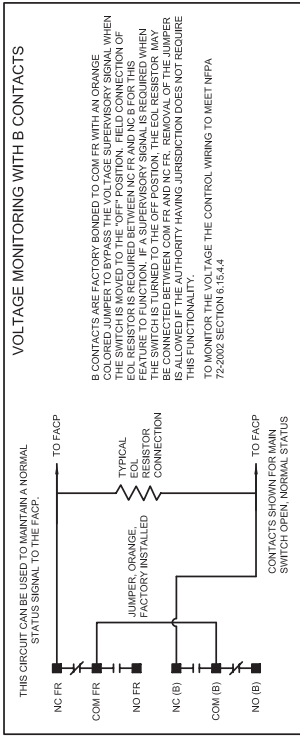 VOLTAGE MONITORING WITH B CONTACTS
THIS CIRCUIT CAN BE USED TO MAINTAIN A NORMAL
STATUS SIGNAL TO THE FACP.
NC FR
COM FR
NO FR
NC (B)
COM (B)
NO (B)
JUMPER, ORANGE,
FACTORY INSTALLED
TO FACP
TYPICAL
EOL
RESISTOR
CONNECTION
TO FACP
CONTACTS SHOWN FOR MAIN
SWITCH OPEN, NORMAL STATUS
B CONTACTS ARE FACTORY BONDED TO COM FR WITH AN ORANGE
COLORED JUMPER TO BYPASS THE VOLTAGE SUPERVISORY SIGNAL WHEN
THE SWITCH IS MOVED TO THE "OFF" POSITION. FIELD CONNECTION OF
EOL RESISTOR IS REQUIRED BETWEEN NC FR AND NC B FOR THIS
FEATURE TO FUNCTION. IF A SUPERVISORY SIGNAL IS REQUIRED WHEN
THE SWITCH IS TURNED TO THE OFF POSTION, THE EOL RESISTOR MAY
BE CONNECTED BETWEEN COM FR AND NC FR. REMOVAL OF THE JUMPER
IS ALLOWED IF THE AUTHORITY HAVING JURISDICTION DOES NOT REQUIRE
THIS FUNCTIONALITY.
TO MONITOR THE VOLTAGE THE CONTROL WIRING TO MEET NFPA
72-2002 SECTION 6.15.4.4